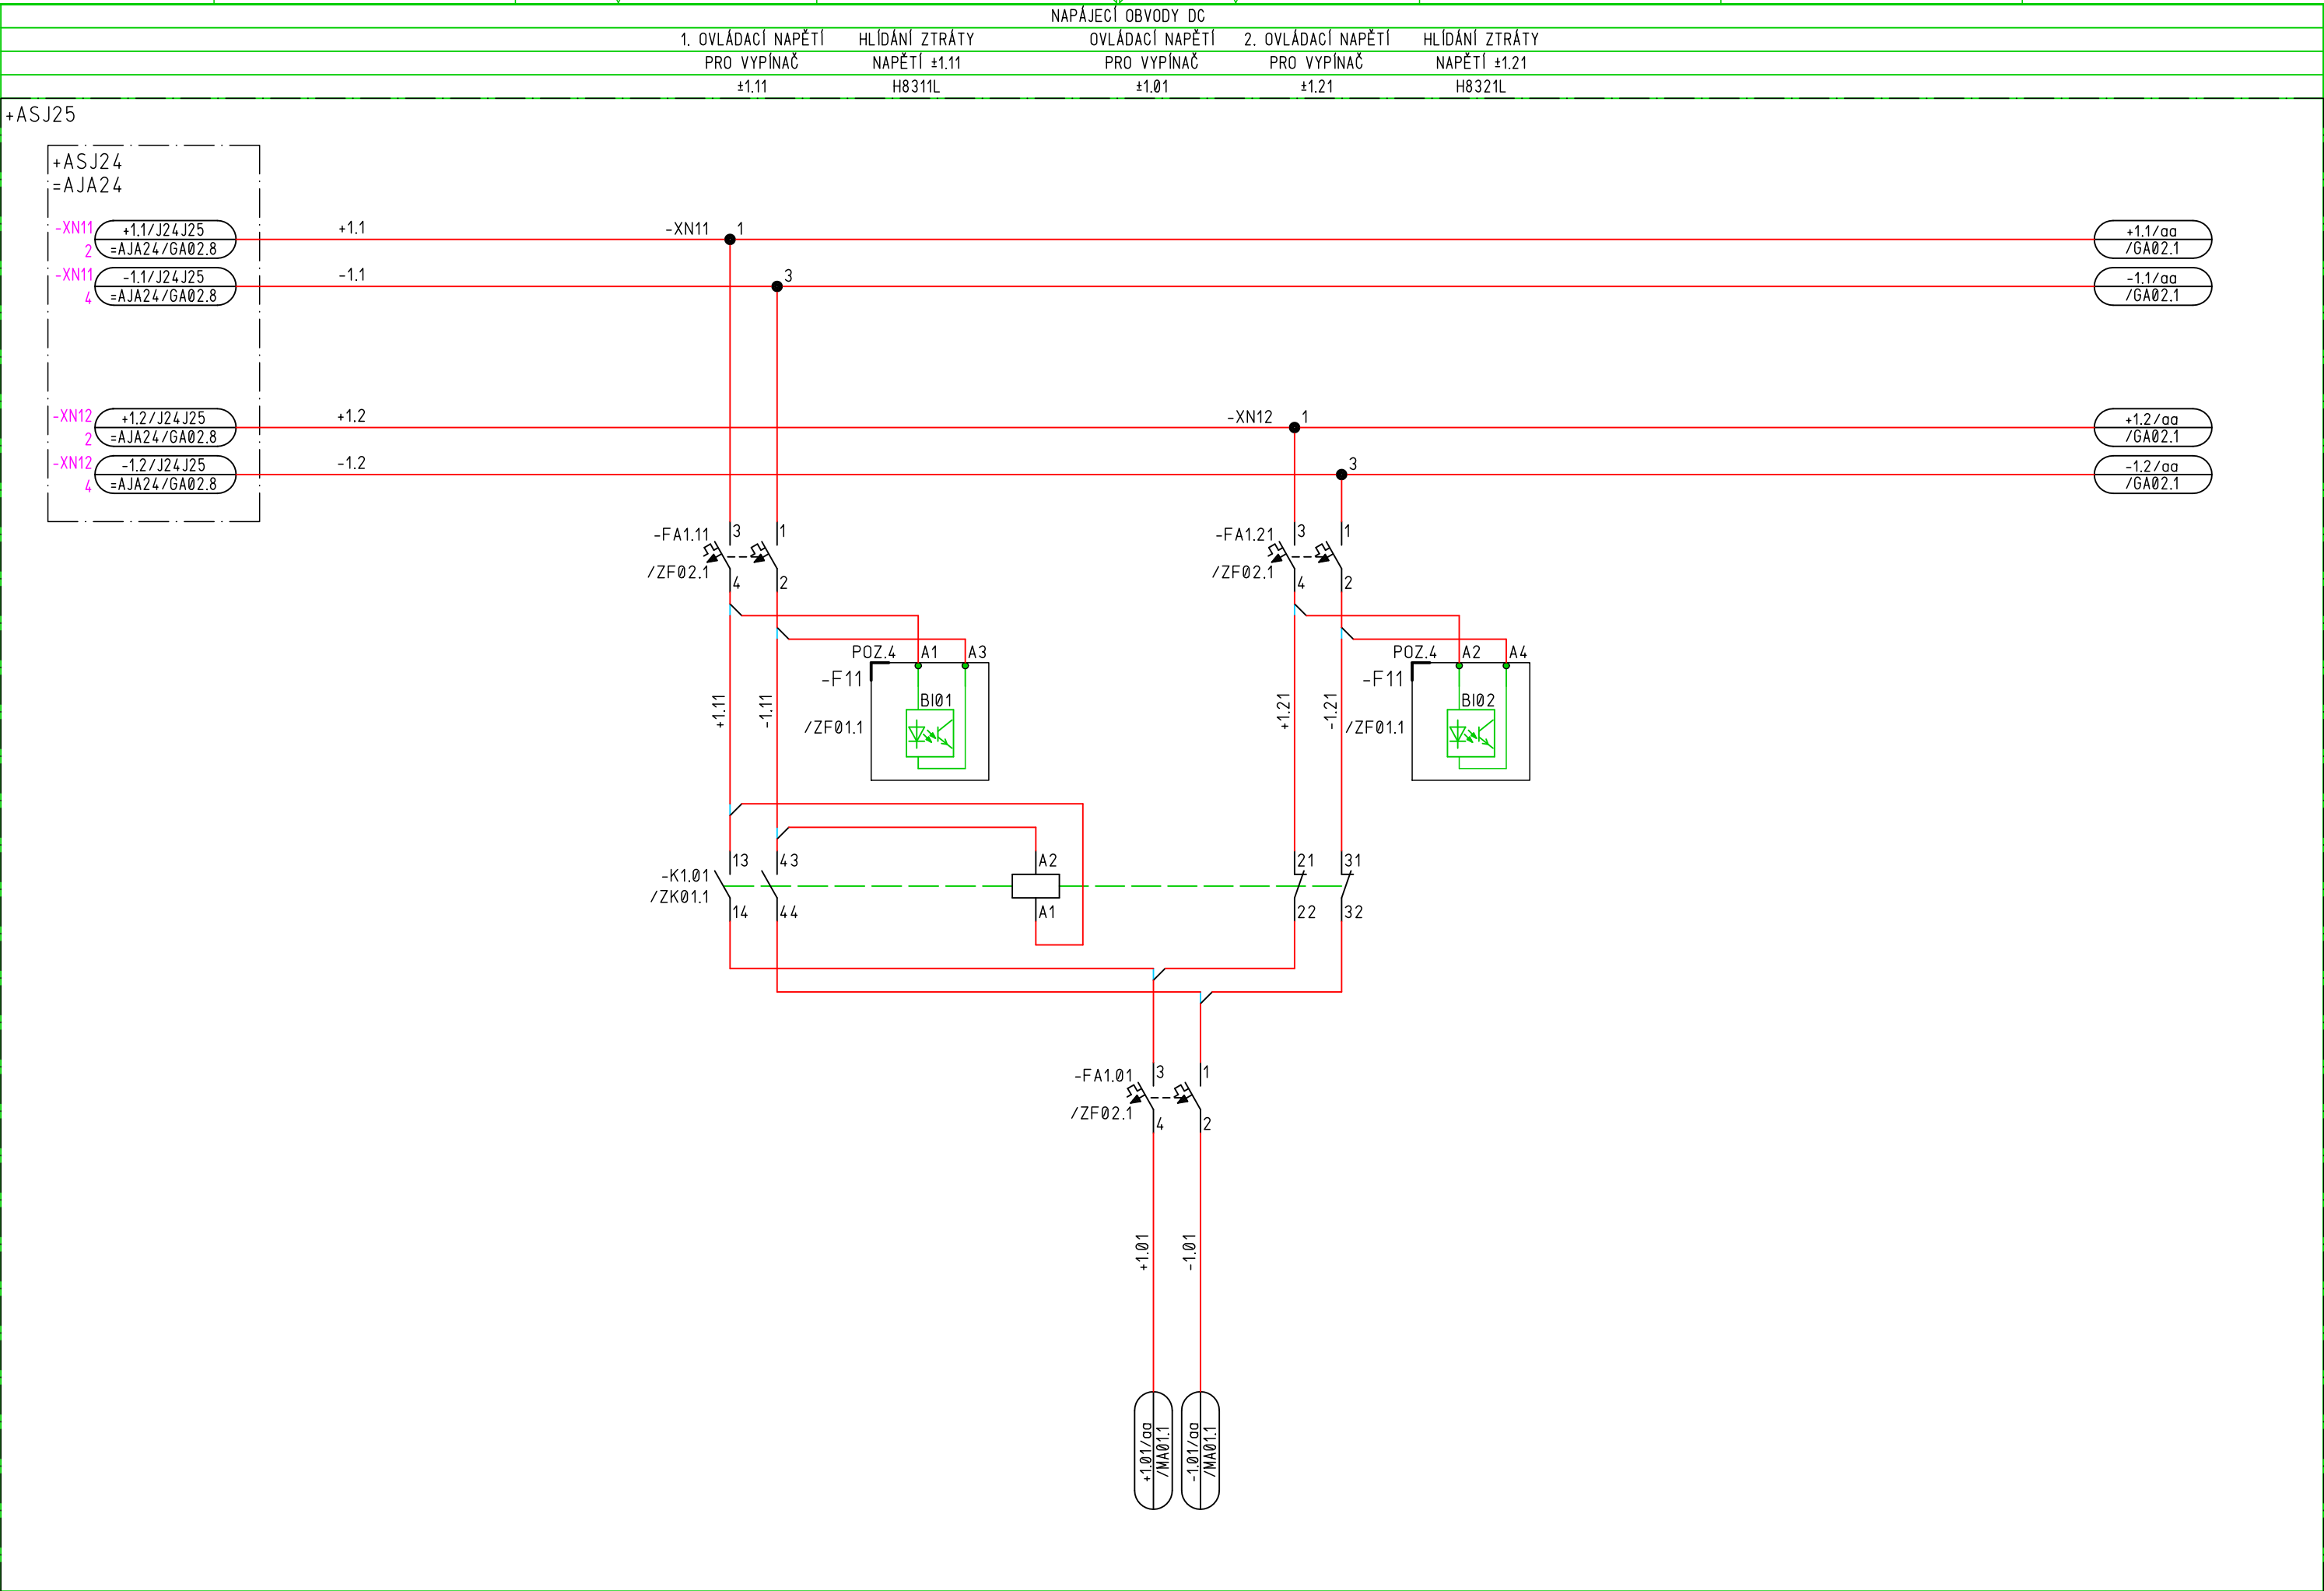 NAPÁJECÍ OBVODY DC
1. OVLÁDACÍ NAPĚTÍ HLÍDÁNÍ ZTRÁTY OVLÁDACÍ NAPĚTÍ 2. OVLÁDACÍ NAPĚTÍ HLÍDÁNÍ ZTRÁTY
PRO VYPÍNAČ NAPĚTÍ ±1.11 PRO VYPÍNAČ PRO VYPÍNAČ NAPĚTÍ ±1.21
±1.11 H8311L ±1.01 ±1.21 H8321L
+ASJ25
+ASJ24
=AJA24
-XN11 +1.1/J24J25 +1.1 -XN11 1 +1.1/aa
2 =AJA24/GA02.8 /GA02.1
-XN11 -1.1/J24J25 -1.1 3 -1.1/aa
4 =AJA24/GA02.8 /GA02.1
-XN12 +1.2/J24J25 +1.2 -XN12 1 +1.2/aa
2 =AJA24/GA02.8 /GA02.1
-XN12 -1.2/J24J25 -1.2 3 -1.2/aa
4 =AJA24/GA02.8 /GA02.1
-FA1.11 3 1 -FA1.21 3 1
/ZF02.1 4 2 /ZF02.1 4 2
POZ.4 A1 A3 POZ.4 A2 A4
-F11 -F11
+1.11 -1.11 BI01 +1.21 -1.21 BI02
/ZF01.1 /ZF01.1
13 43 A2 21 31
-K1.01
/ZK01.1
14 44 A1 22 32
-FA1.01 3 1
/ZF02.1 4 2
+1.01 -1.01
+1.01/aa -1.01/aa
/MA01.1 /MA01.1